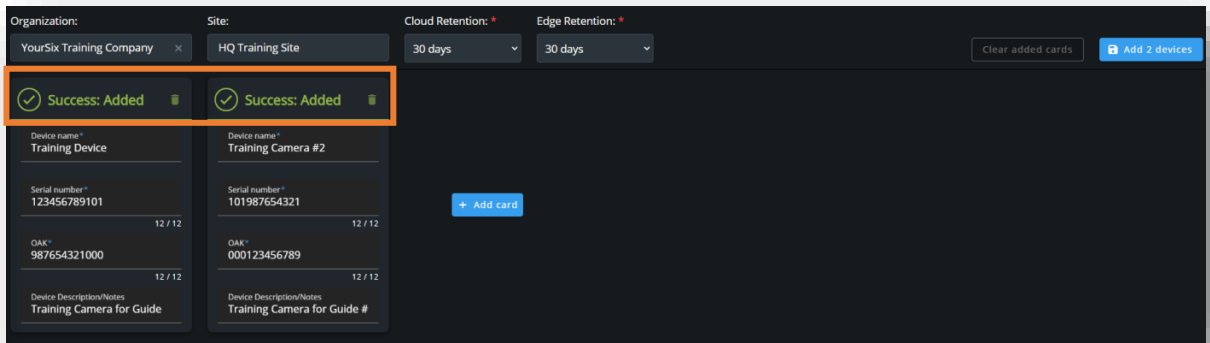 Organization:
Site:
Cloud Retention: *
Edge Retention: *
YourSix Training Company ×
HQ Training Site
30 days
30 days
Clear added cards
Add 2 devices
Success: Added
Success: Added
Device name*
Training Device
Serial number*
123456789101
12 / 12
OAK*
987654321000
12 / 12
Device Description/Notes
Training Camera for Guide
Device name*
Training Camera #2
Serial number*
101987654321
12 / 12
OAK*
000123456789
12 / 12
Device Description/Notes
Training Camera for Guide #
+ Add card